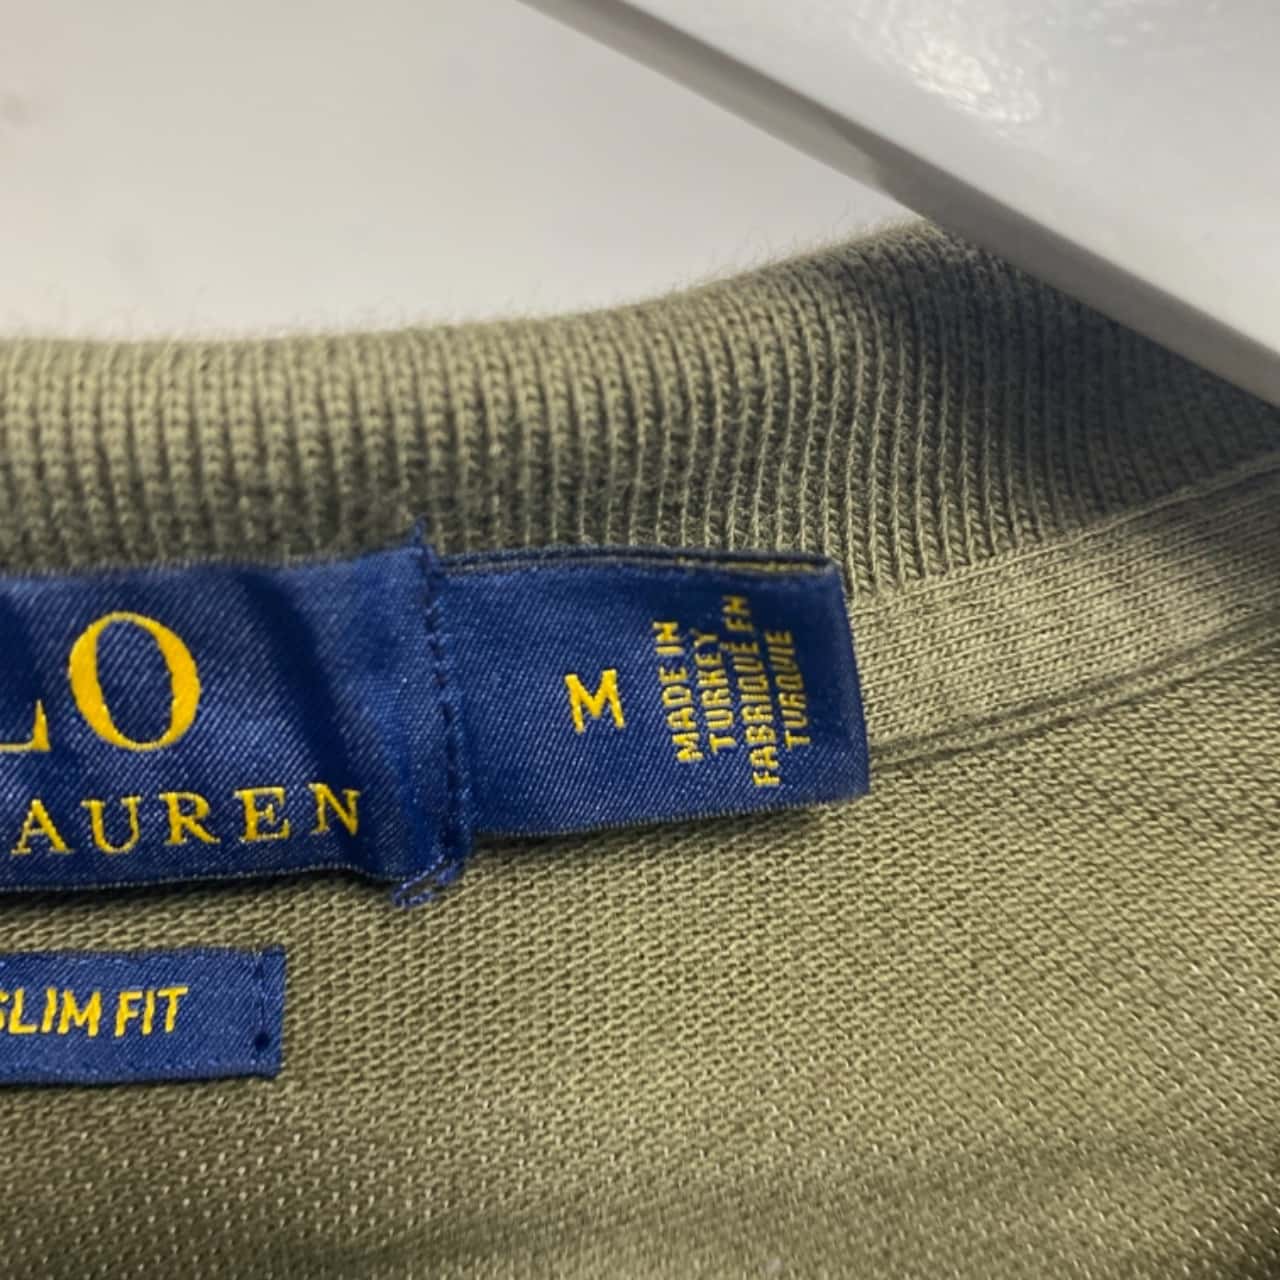 LO
AUREN
M
MADE IN
TURKEY
FABRIQUÉ EN
TURQUIE
SLIM FIT